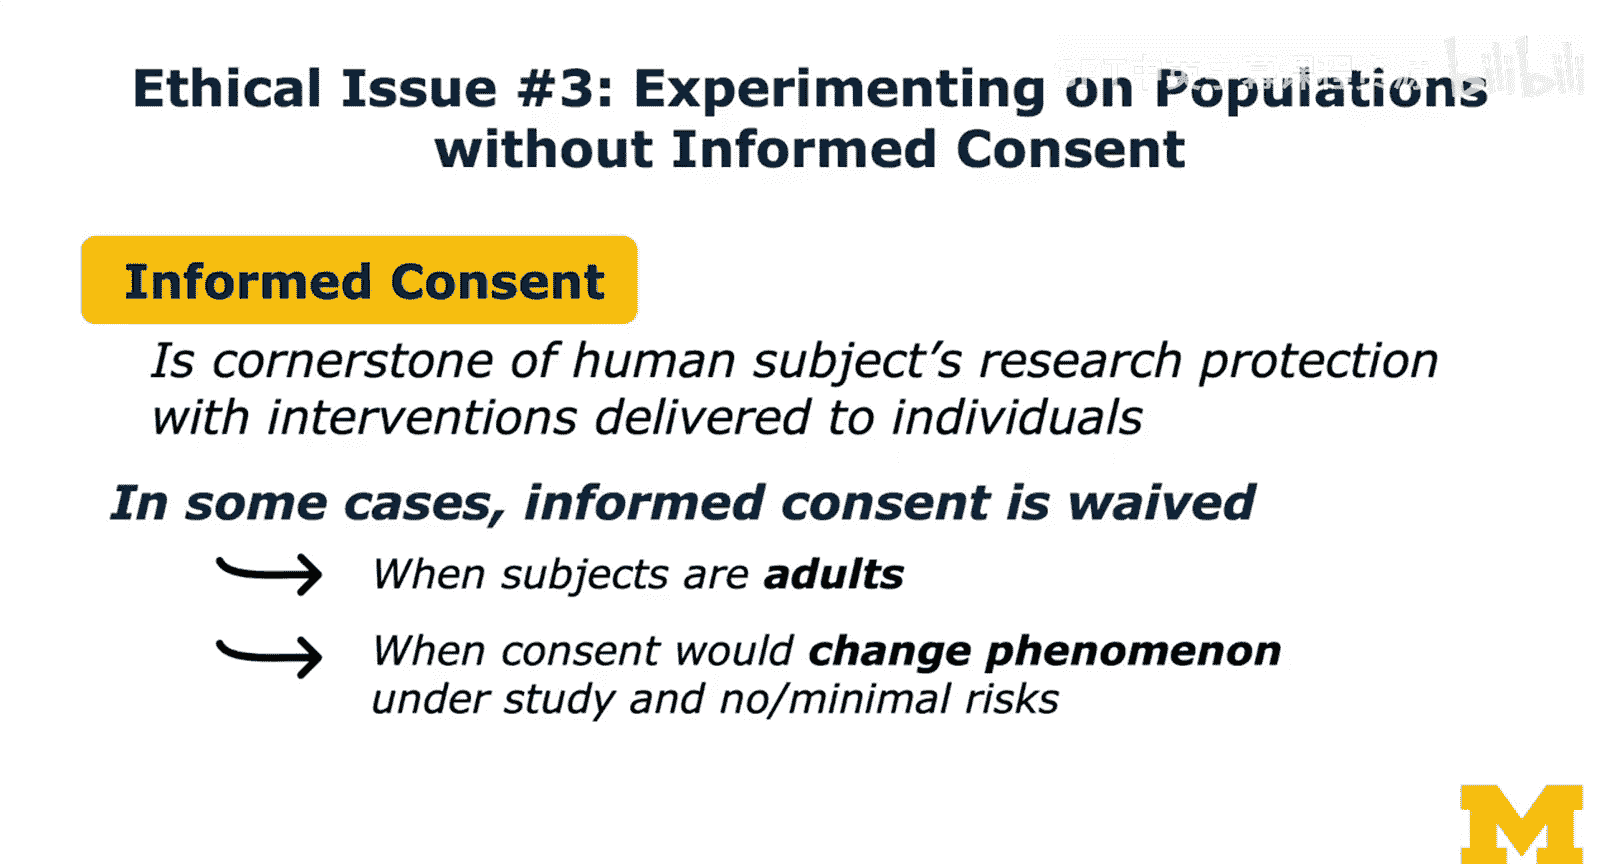 Ethical Issue #3: Experimenting on Populations
without Informed Consent
Informed Consent
Is cornerstone of human subject’s research protection
with interventions delivered to individuals
In some cases, informed consent is waived
When subjects are adults
When consent would change phenomenon
under study and no/minimal risks
bilibili
M